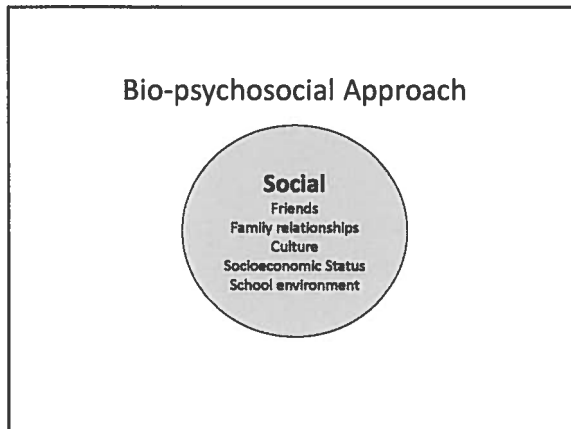 Bio-psychosocial Approach
Social
Friends
Family relationships
Culture
Socioeconomic Status
School environment